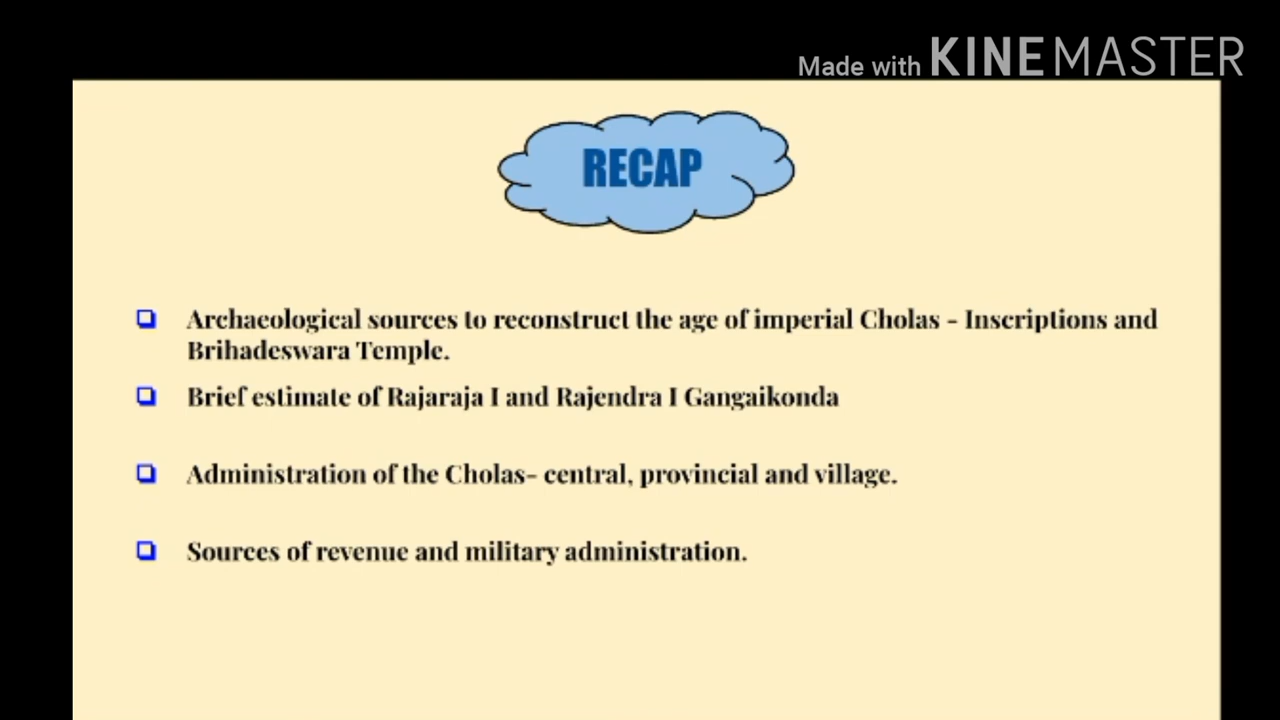 Made with KINEMASTER
RECAP
Archaeological sources to reconstruct the age of imperial Cholas - Inscriptions and
Brihadeswara Temple.
Brief estimate of Rajaraja I and Rajendra I Gangaikonda
Administration of the Cholas- central, provincial and village.
Sources of revenue and military administration.